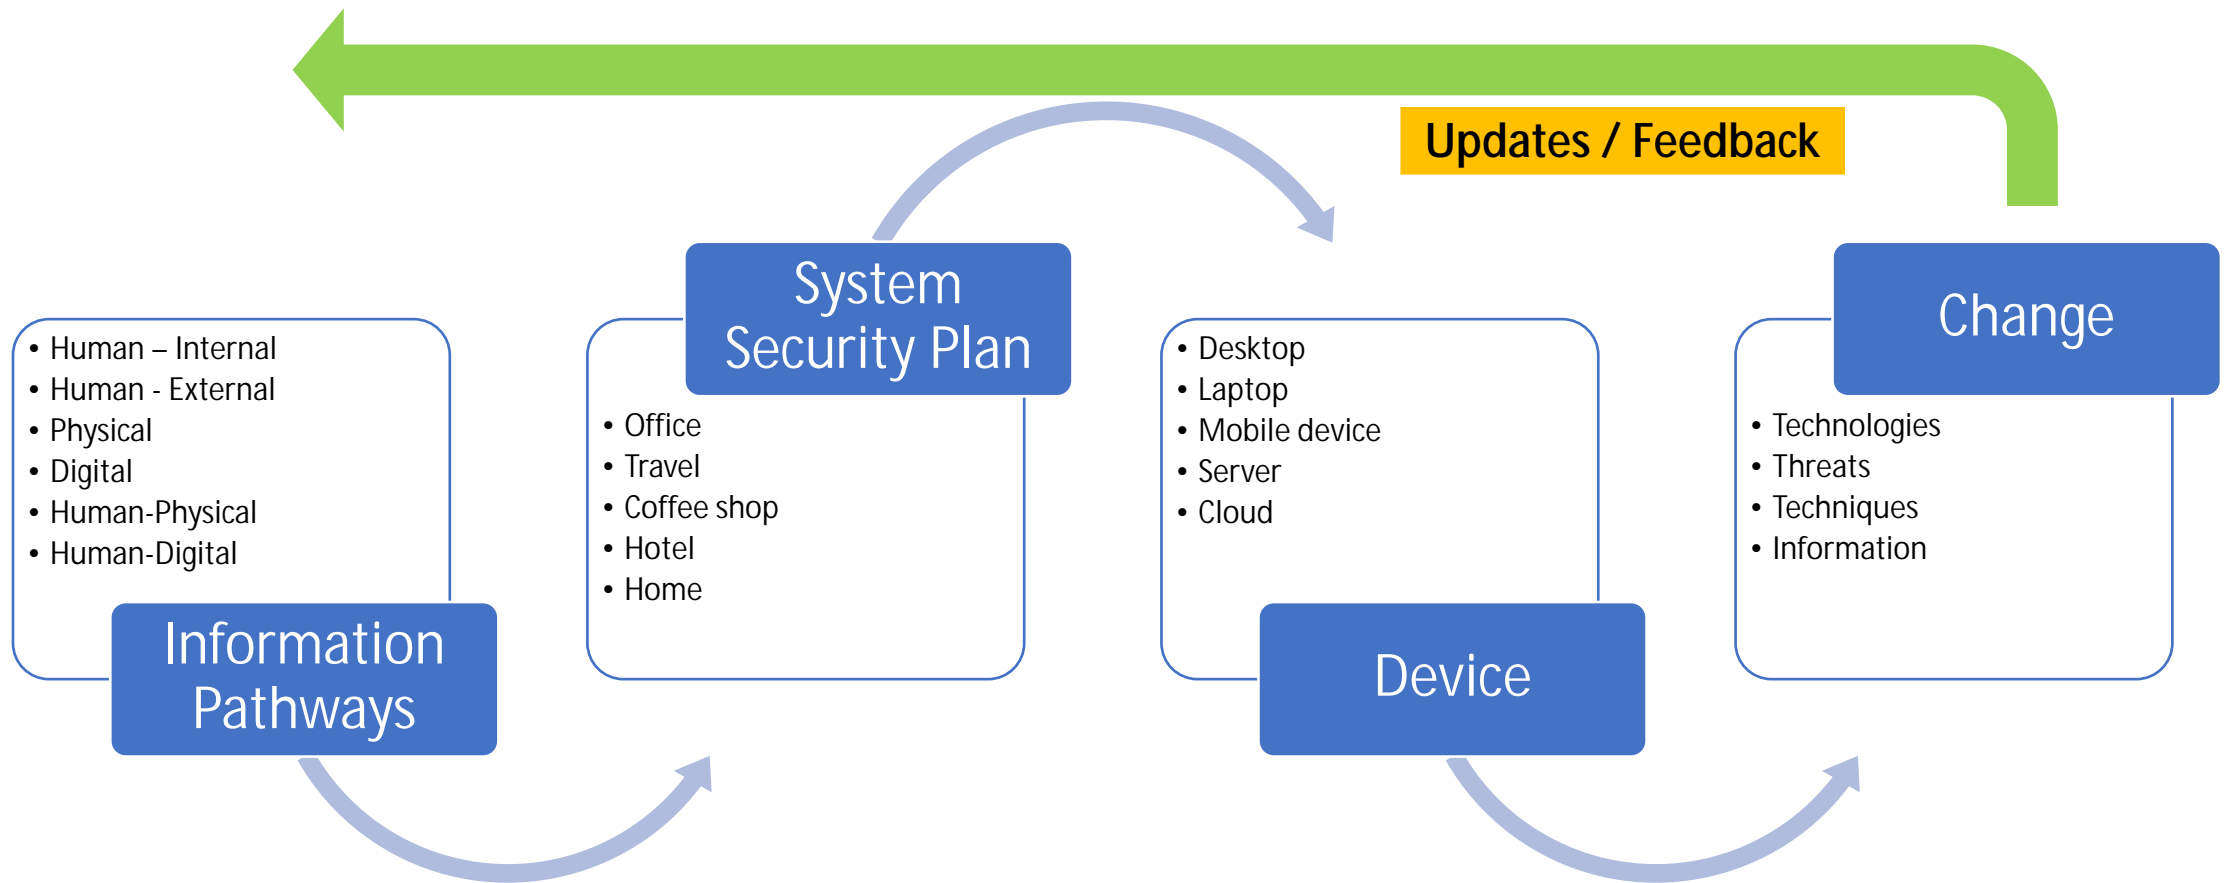 Updates / Feedback
• Human – Internal
• Human - External
• Physical
• Digital
• Human-Physical
• Human-Digital
Information
Pathways
System
Security Plan
• Office
• Travel
• Coffee shop
• Hotel
• Home
• Desktop
• Laptop
• Mobile device
• Server
• Cloud
Device
Change
• Technologies
• Threats
• Techniques
• Information